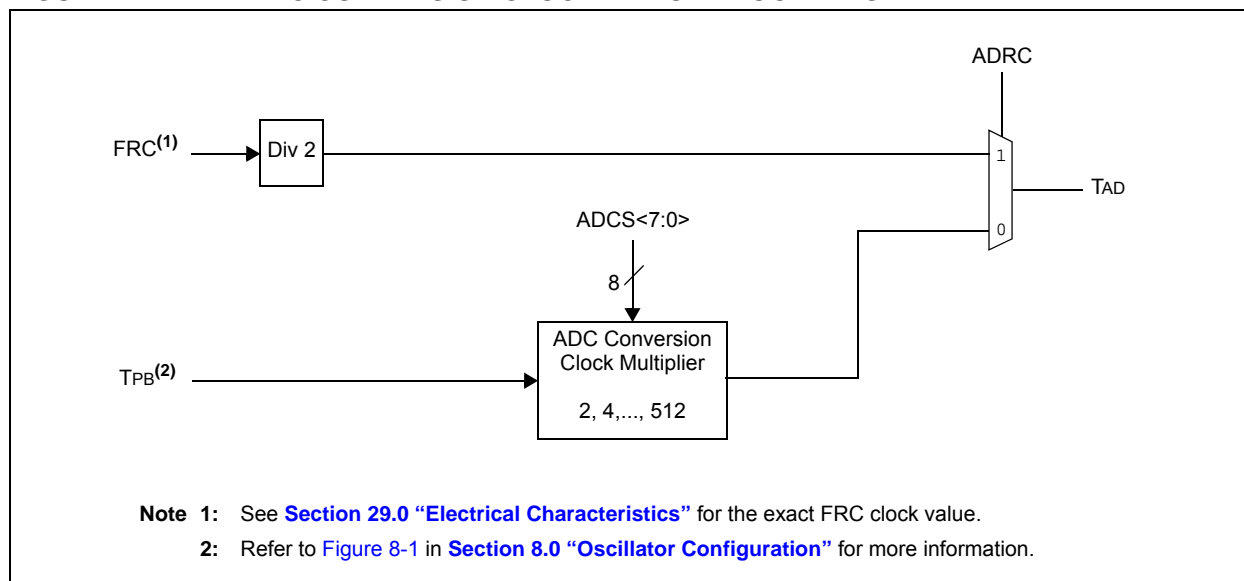 ADRC
FRC(1)
Div 2
1
TAD
ADCS<7:0>
0
8
ADC Conversion
Clock Multiplier
2, 4,..., 512
TPB(2)
Note 1: See Section 29.0 “Electrical Characteristics” for the exact FRC clock value.
2: Refer to Figure 8-1 in Section 8.0 “Oscillator Configuration” for more information.